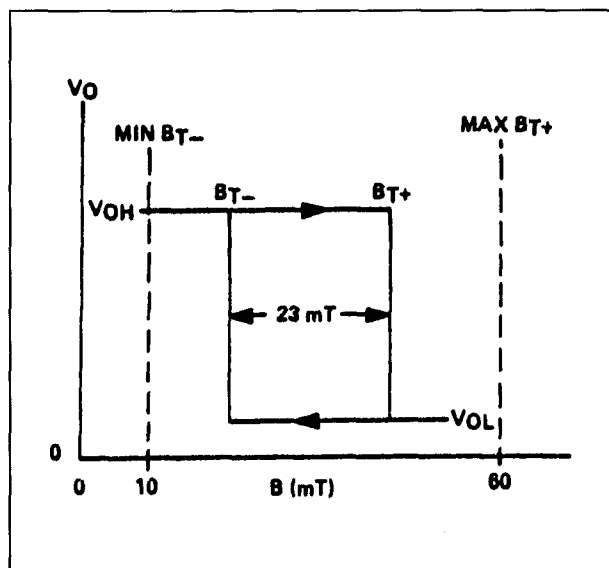 VO
MIN BT−
MAX BT+
VOH
BT−
BT+
23 mT
VOL
0
0
10
B (mT)
60